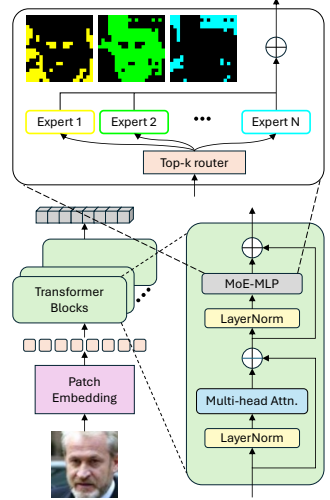 Expert 1
Expert 2
•••
Expert N
Top-k router
Transformer
Blocks
Patch
Embedding
MoE-MLP
LayerNorm
Multi-head Attn.
LayerNorm